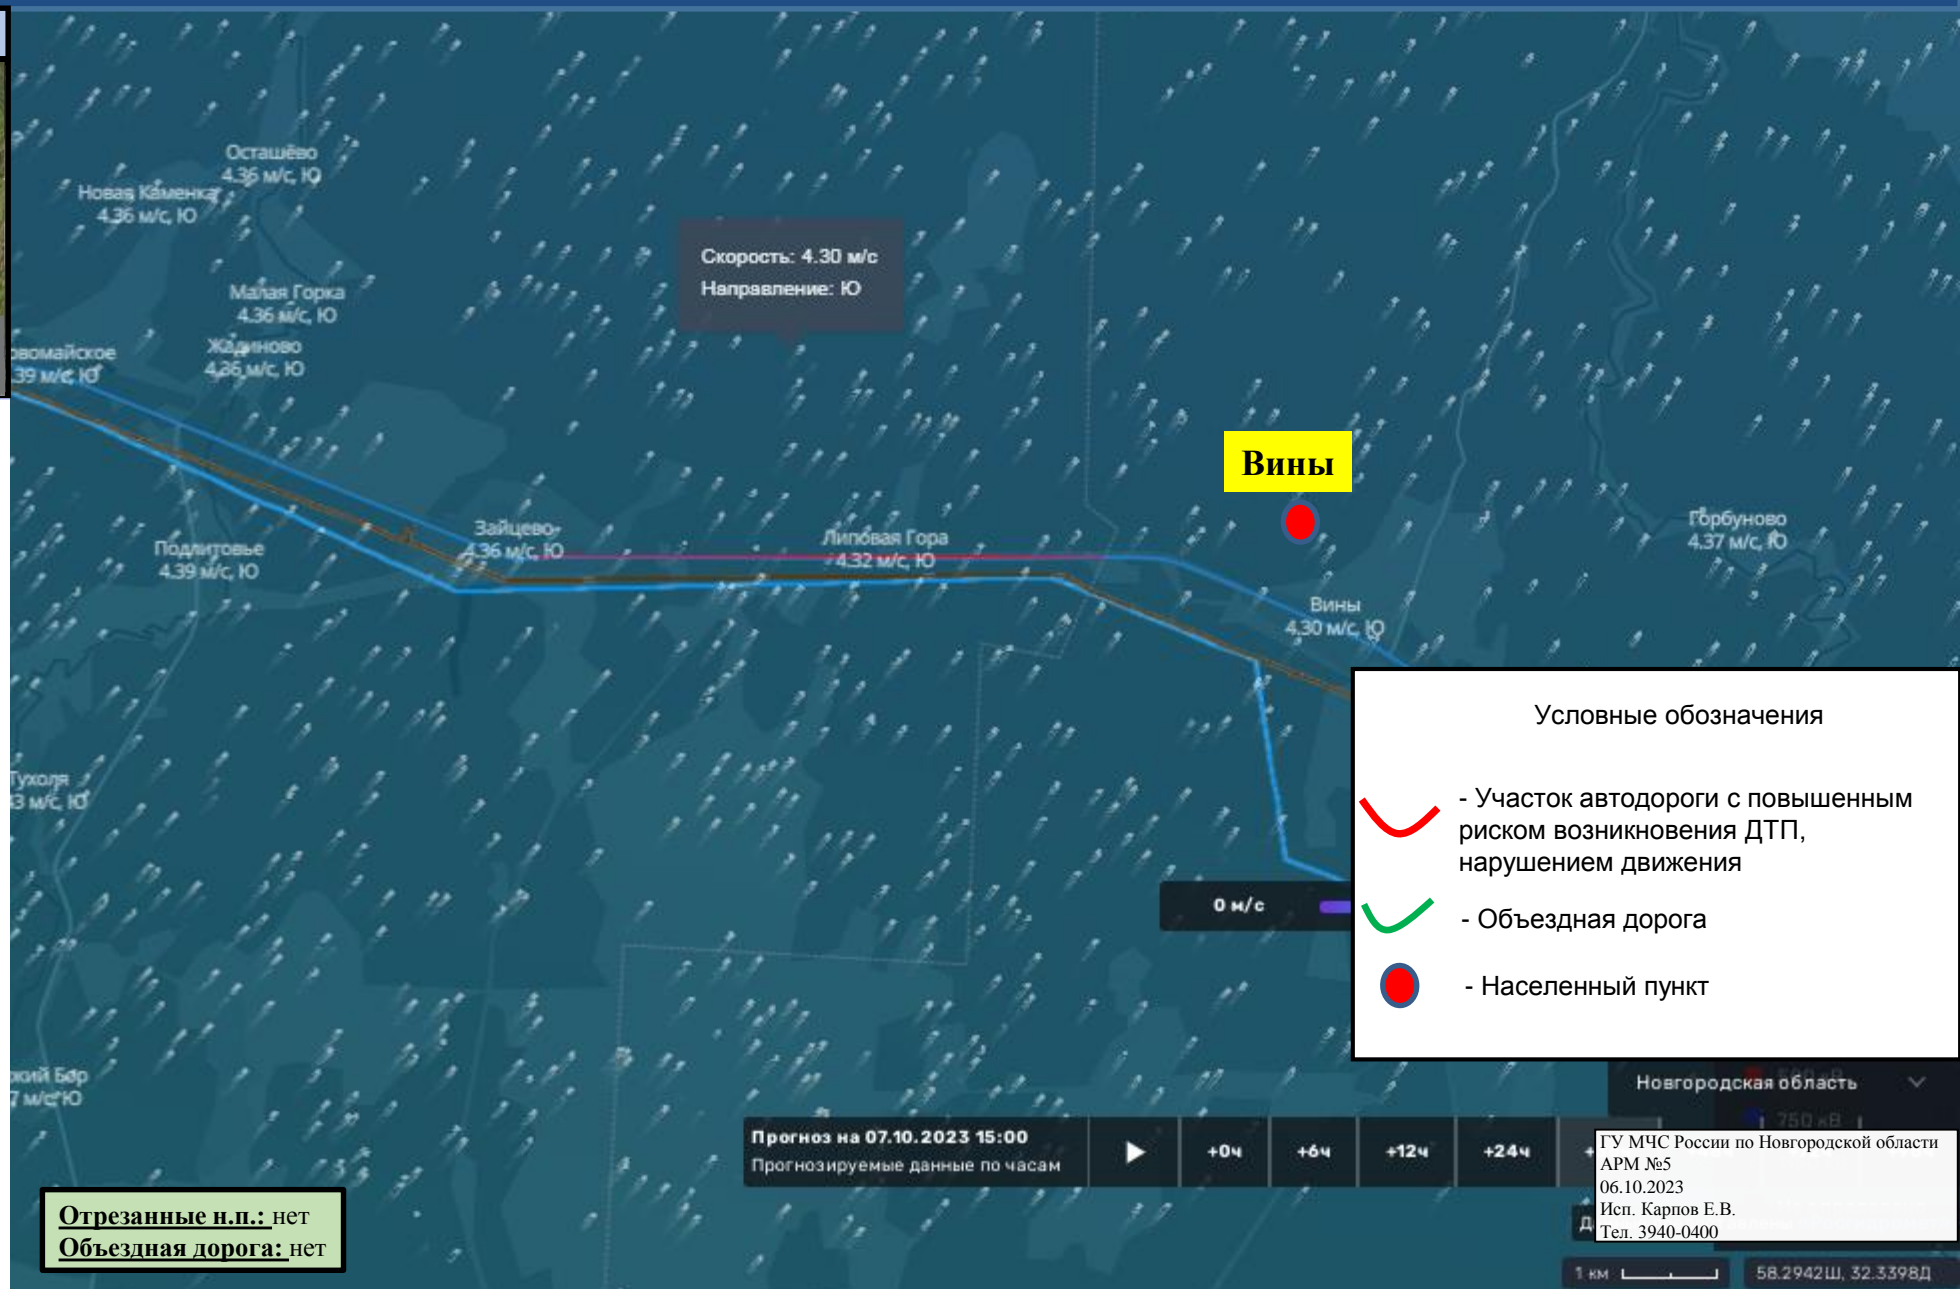 Осташёво
4.36 м/с, Ю
Новая Каменка
4.36 м/с, Ю
Скорость: 4.30 м/с
Направление: Ю
Малая Горка
4.36 м/с, Ю
Жадиново
4.36 м/с, Ю
овомайское
.39 м/с, Ю
Вины
Зайцево
4.36 м/с, Ю
Липовая Гора
4.32 м/с, Ю
Подлитовье
4.39 м/с, Ю
Горбуново
4.37 м/с, Ю
Вины
4.30 м/с, Ю
Условные обозначения
- Участок автодороги с повышенным
риском возникновения ДТП,
нарушением движения
- Объездная дорога
- Населенный пункт
Тухоля
3 м/с, Ю
0 м/с
кий Бор
7 м/с Ю
Новгородская область
750 кВ
Прогноз на 07.10.2023 15:00
Прогнозируемые данные по часам
+0ч +6ч +12ч +24ч +
ГУ МЧС России по Новгородской области
АРМ №5
06.10.2023
Исп. Карпов Е.В.
Тел. 3940-0400
Отрезанные н.п.: нет
Объездная дорога: нет
1 км
58.2942Ш, 32.3398Д